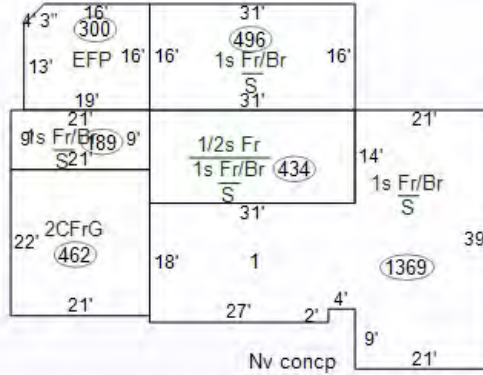 16' 31'
4' 3"
300 496
EFP 16' 16' 1s Fr/Br 16'
13' S
19' 31'
21' 21'
9' 1s Fr/Br 189 9' 1/2s Fr
S 1s Fr/Br 434 14' 1s Fr/Br
21' S S
31'
2CFrG 39
22' 462 18' 1 1369
21' 27' 2' 4'
9'
Nv concp 21'